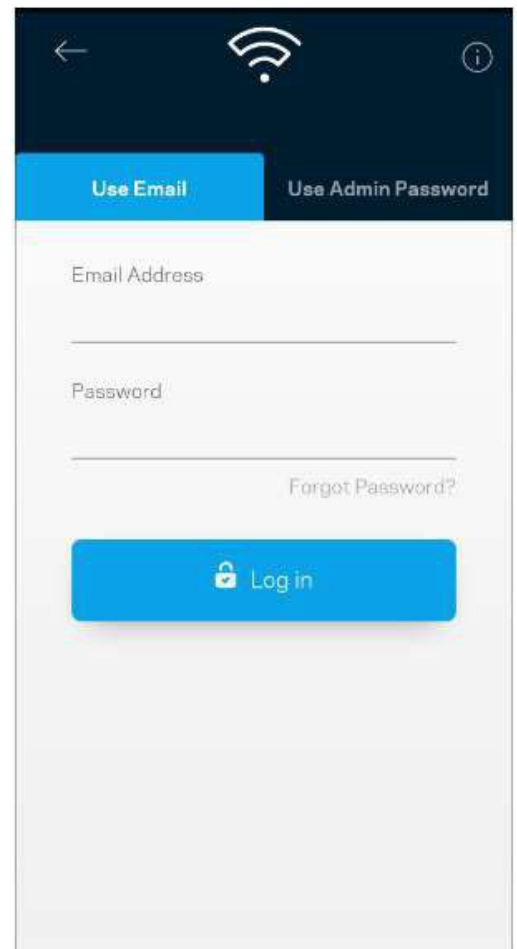 Use Email
Use Admin Password
Email Address
Password
Forgot Password?
Log in